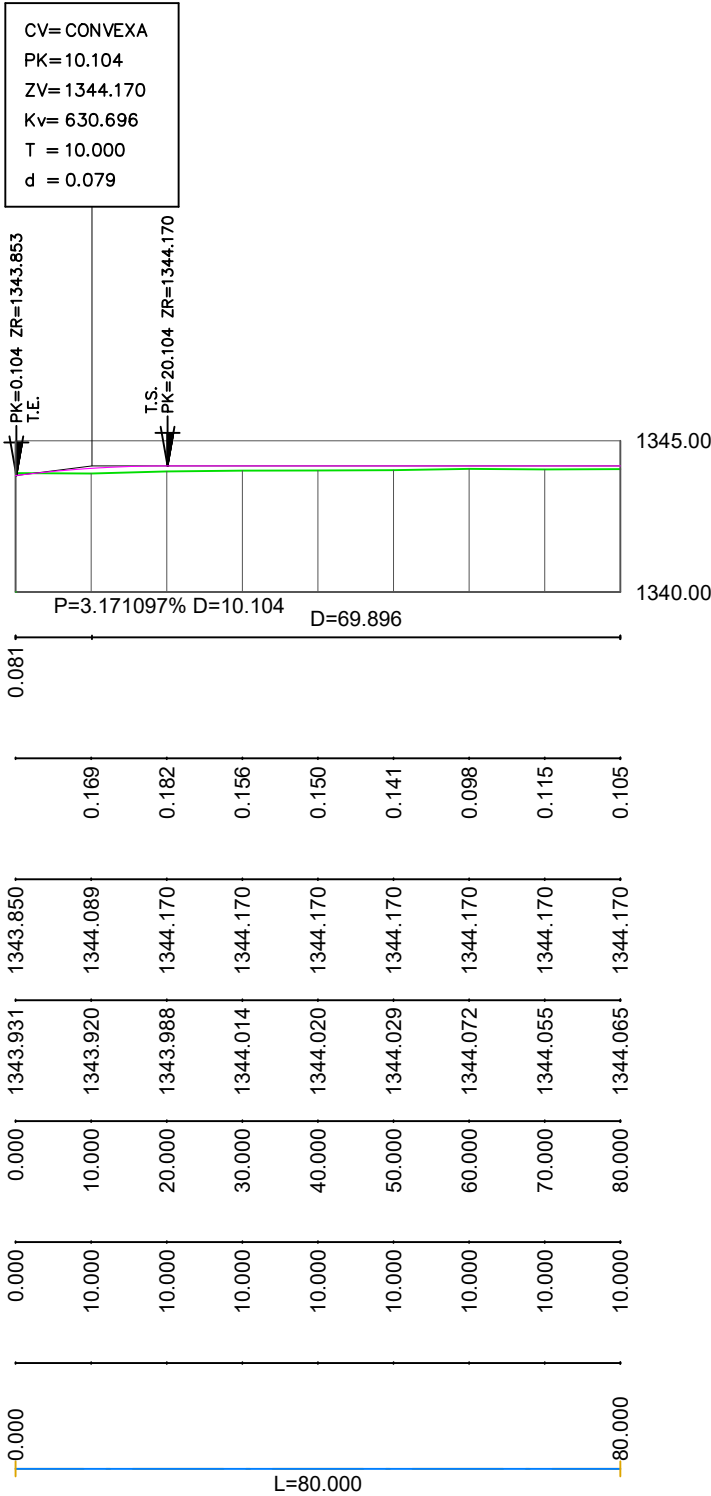 CV= CONVEXA
PK=10.104
ZV=1344.170
Kv= 630.696
T = 10.000
d = 0.079
PK=0.104 ZR=1343.853
T.E.
T.S.
PK=20.104 ZR=1344.170
1345.00
1340.00
P=3.171097% D=10.104
D=69.896
0.081
0.169 0.182 0.156 0.150 0.141 0.098 0.115 0.105
1343.850 1344.089 1344.170 1344.170 1344.170 1344.170 1344.170 1344.170 1344.170
1343.931 1343.920 1343.988 1344.014 1344.020 1344.029 1344.072 1344.055 1344.065
0.000 10.000 20.000 30.000 40.000 50.000 60.000 70.000 80.000
0.000 10.000 10.000 10.000 10.000 10.000 10.000 10.000 10.000
0.000 80.000
L=80.000